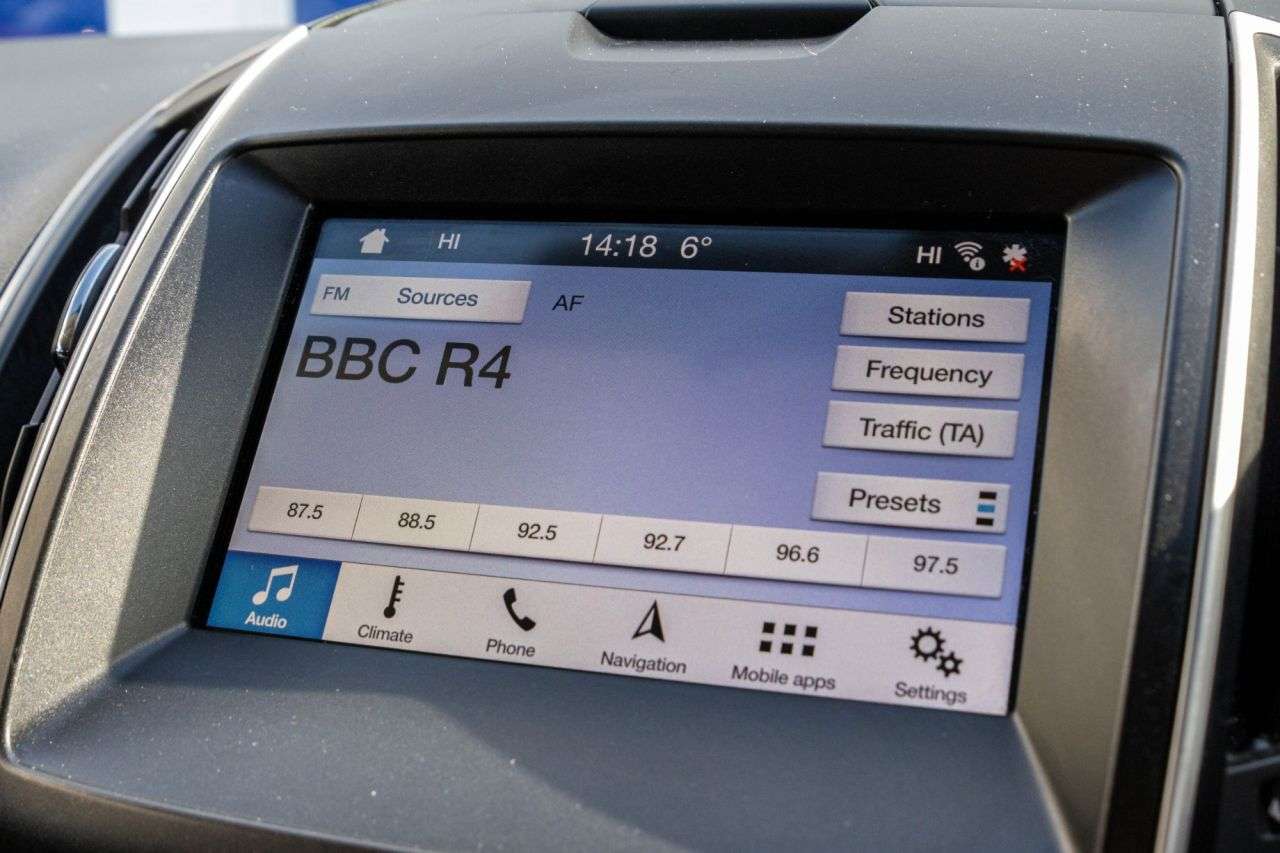 HI 14:18 6° HI
FM Sources AF Stations
BBC R4
Frequency
Traffic (TA)
Presets
87.5 88.5 92.5 92.7 96.6 97.5
Audio Climate Phone Navigation Mobile apps Settings